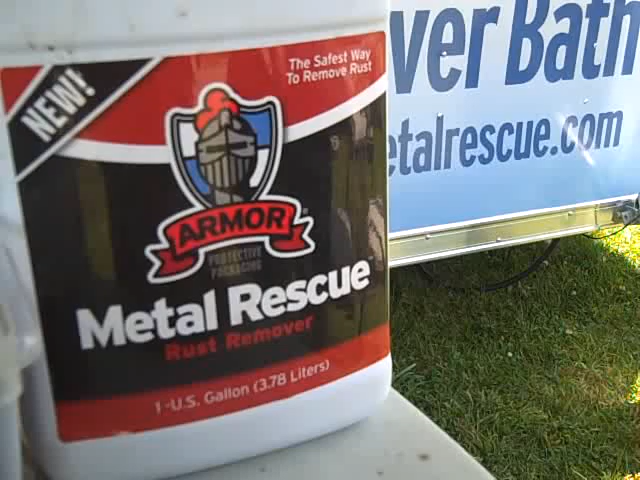 NEW!
The Safest Way
To Remove Rust
ARMOR
PROTECTIVE
PACKAGING
Metal Rescue
Rust Remover
1-U.S. Gallon (3.78 Liters)
ver Bath
etalrescue.com